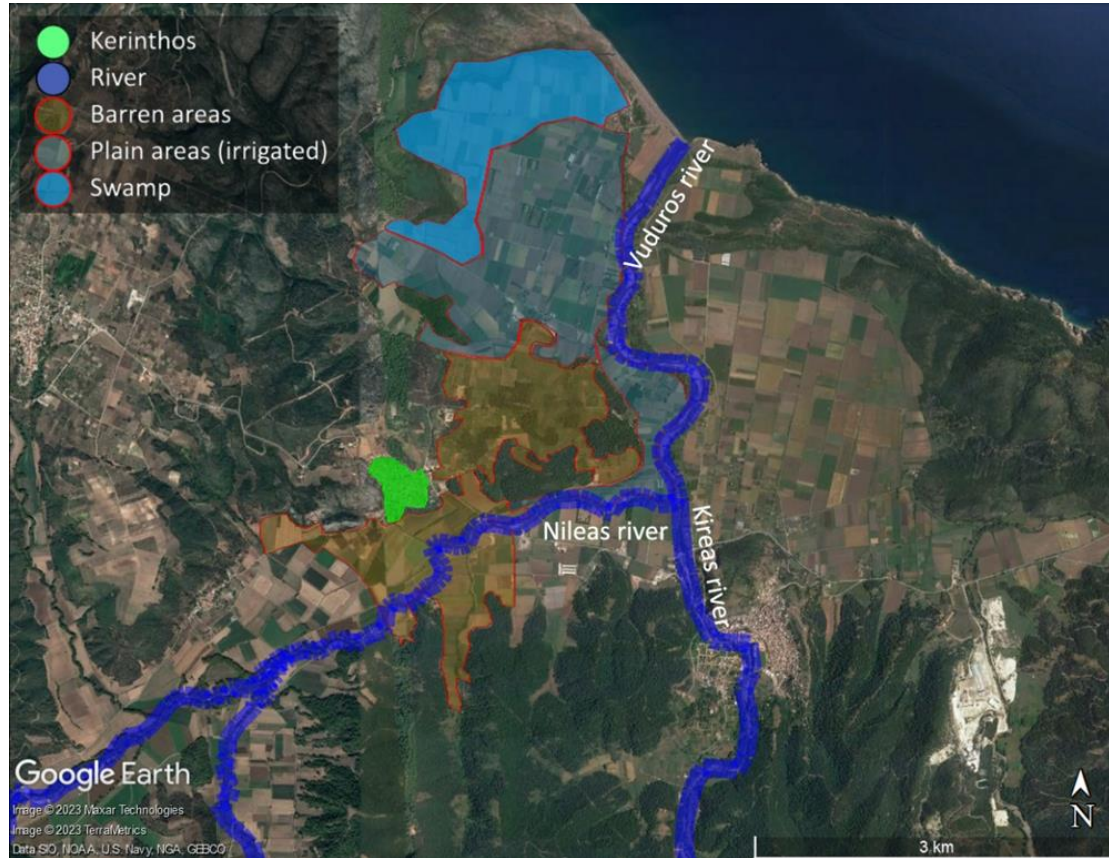 Kerinthos
River
Barren areas
Plain areas (irrigated)
Swamp
Vuduros river
Nileas river
Kireas river
Google Earth
Image © 2023 Maxar Technologies
Image © 2023 TerraMetrics
Data SIO, NOAA, U.S. Navy, NGA, GEBCO
3 km
N